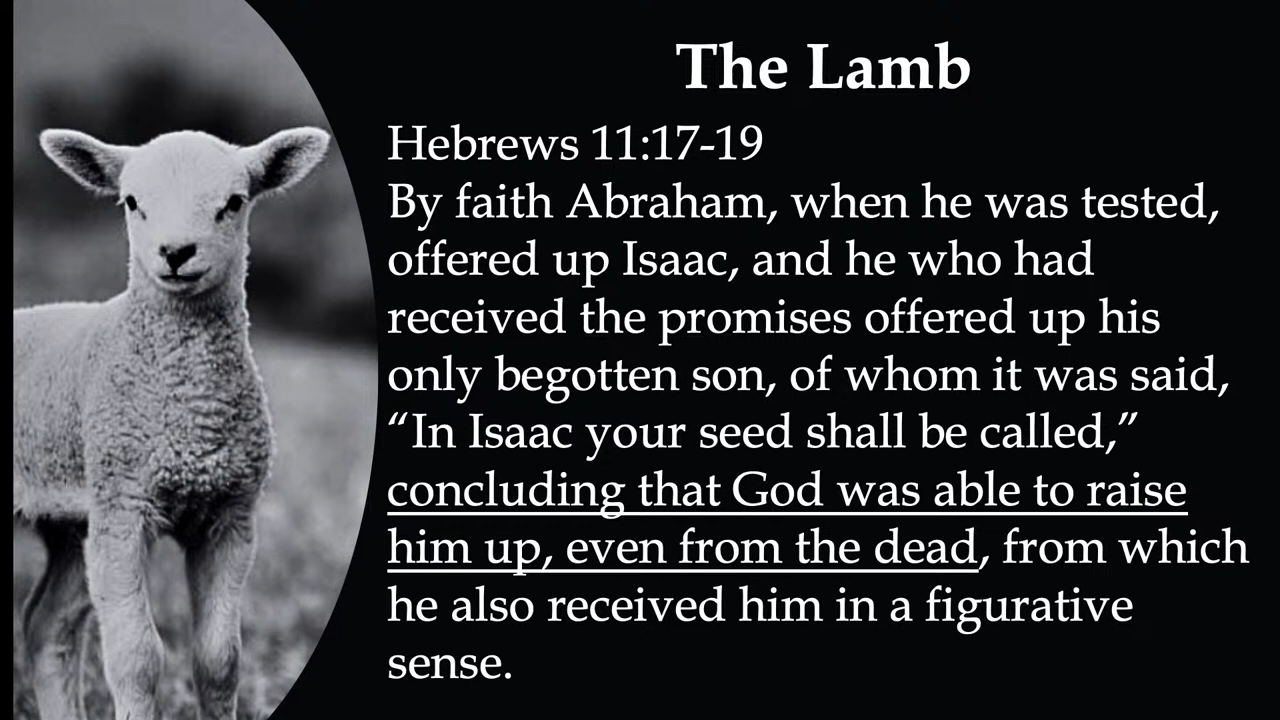 The Lamb
Hebrews 11:17-19
By faith Abraham, when he was tested,
offered up Isaac, and he who had
received the promises offered up his
only begotten son, of whom it was said,
“In Isaac your seed shall be called,”
concluding that God was able to raise
him up, even from the dead, from which
he also received him in a figurative
sense.